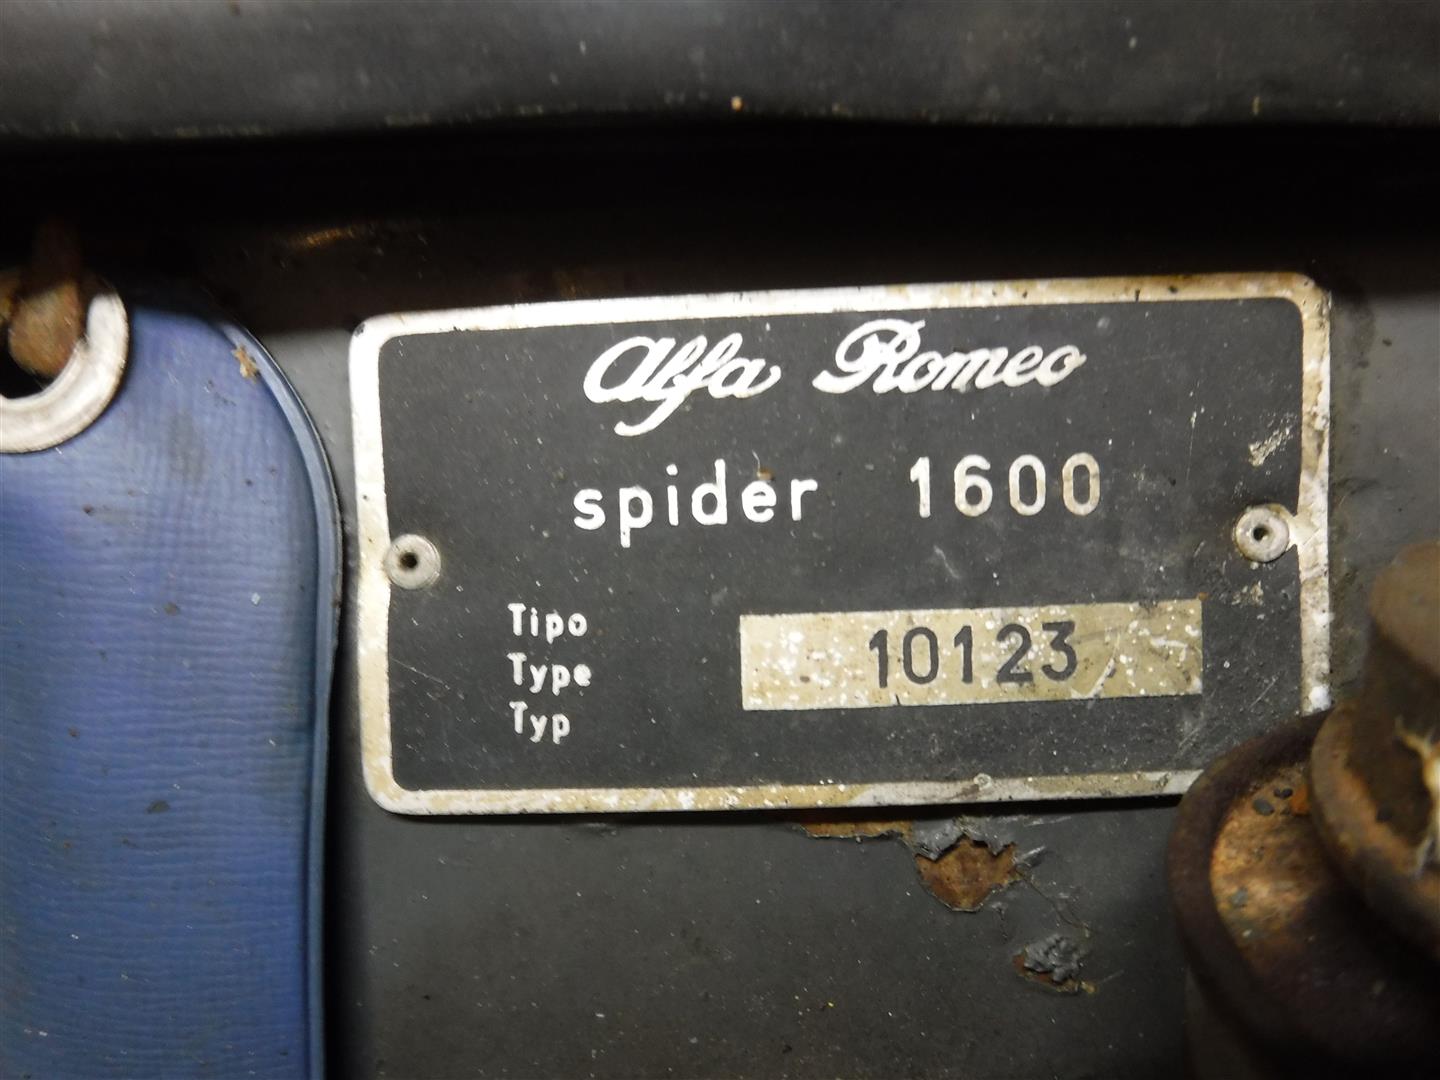 Alfa Romeo
spider 1600
Tipo
Type 10123
Typ